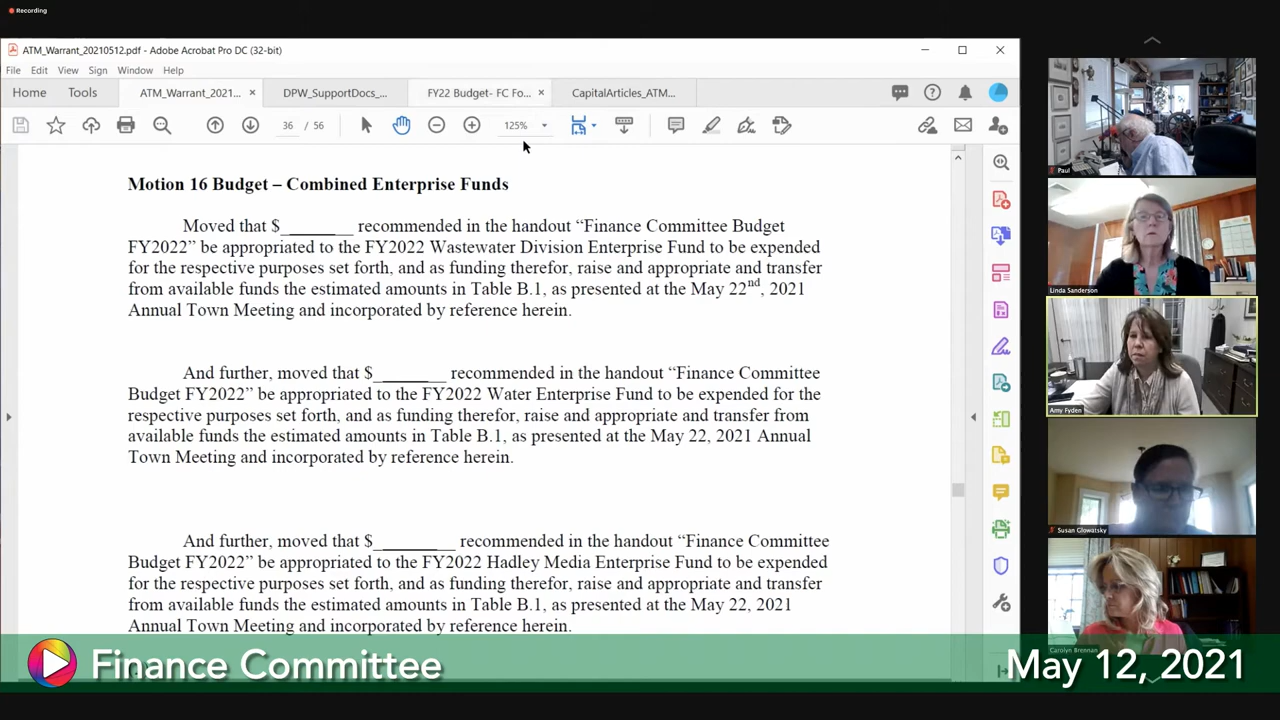 Recording
ATM_Warrant_20210512.pdf - Adobe Acrobat Pro DC (32-bit)
File Edit View Sign Window Help
Home Tools ATM_Warrant_2021... × DPW_SupportDocs_... FY22 Budget- FC Fo... × CapitalArticles_ATM...
36 / 56 125%
Motion 16 Budget – Combined Enterprise Funds
Moved that $_______ recommended in the handout “Finance Committee Budget
FY2022” be appropriated to the FY2022 Wastewater Division Enterprise Fund to be expended
for the respective purposes set forth, and as funding therefor, raise and appropriate and transfer
from available funds the estimated amounts in Table B.1, as presented at the May 22nd, 2021
Annual Town Meeting and incorporated by reference herein.
And further, moved that $_______ recommended in the handout “Finance Committee
Budget FY2022” be appropriated to the FY2022 Water Enterprise Fund to be expended for the
respective purposes set forth, and as funding therefor, raise and appropriate and transfer from
available funds the estimated amounts in Table B.1, as presented at the May 22, 2021 Annual
Town Meeting and incorporated by reference herein.
And further, moved that $________ recommended in the handout “Finance Committee
Budget FY2022” be appropriated to the FY2022 Hadley Media Enterprise Fund to be expended
for the respective purposes set forth, and as funding therefor, raise and appropriate and transfer
from available funds the estimated amounts in Table B.1, as presented at the May 22, 2021
Annual Town Meeting and incorporated by reference herein.
Paul
Linda Sanderson
Amy Fyden
Susan Glowatsky
Carolyn Brennan
Finance Committee
May 12, 2021